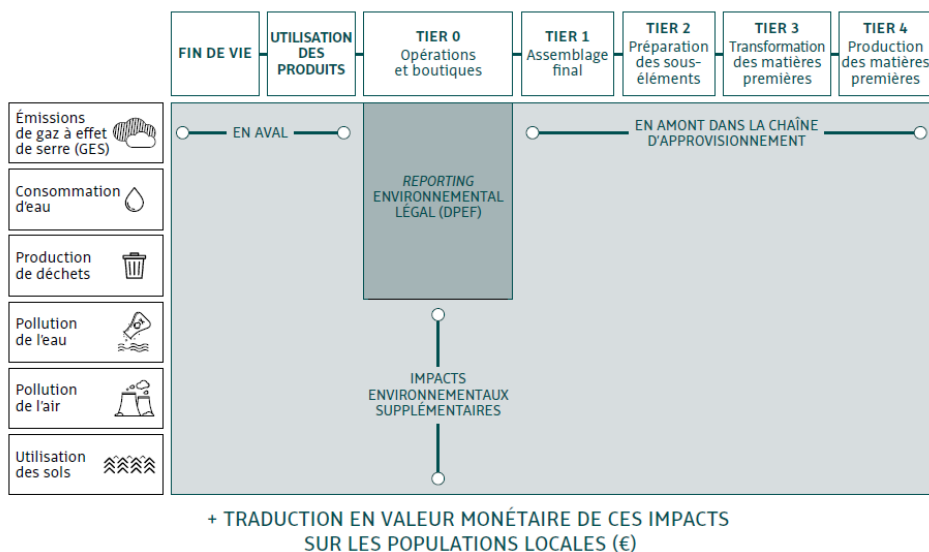 FIN DE VIE
UTILISATION
DES
PRODUITS
TIER 0
Opérations
et boutiques
TIER 1
Assemblage
final
TIER 2
Préparation
des sous-
éléments
TIER 3
Transformation
des matières
premières
TIER 4
Production
des matières
premières
Émissions
de gaz à effet
de serre (GES)
EN AVAL
REPORTING
ENVIRONNEMENTAL
LÉGAL (DPEF)
EN AMONT DANS LA CHAÎNE
D'APPROVISIONNEMENT
Consommation
d'eau
Production
de déchets
Pollution
de l'eau
Pollution
de l'air
IMPACTS
ENVIRONNEMENTAUX
SUPPLÉMENTAIRES
Utilisation
des sols
+ TRADUCTION EN VALEUR MONÉTAIRE DE CES IMPACTS
SUR LES POPULATIONS LOCALES (€)